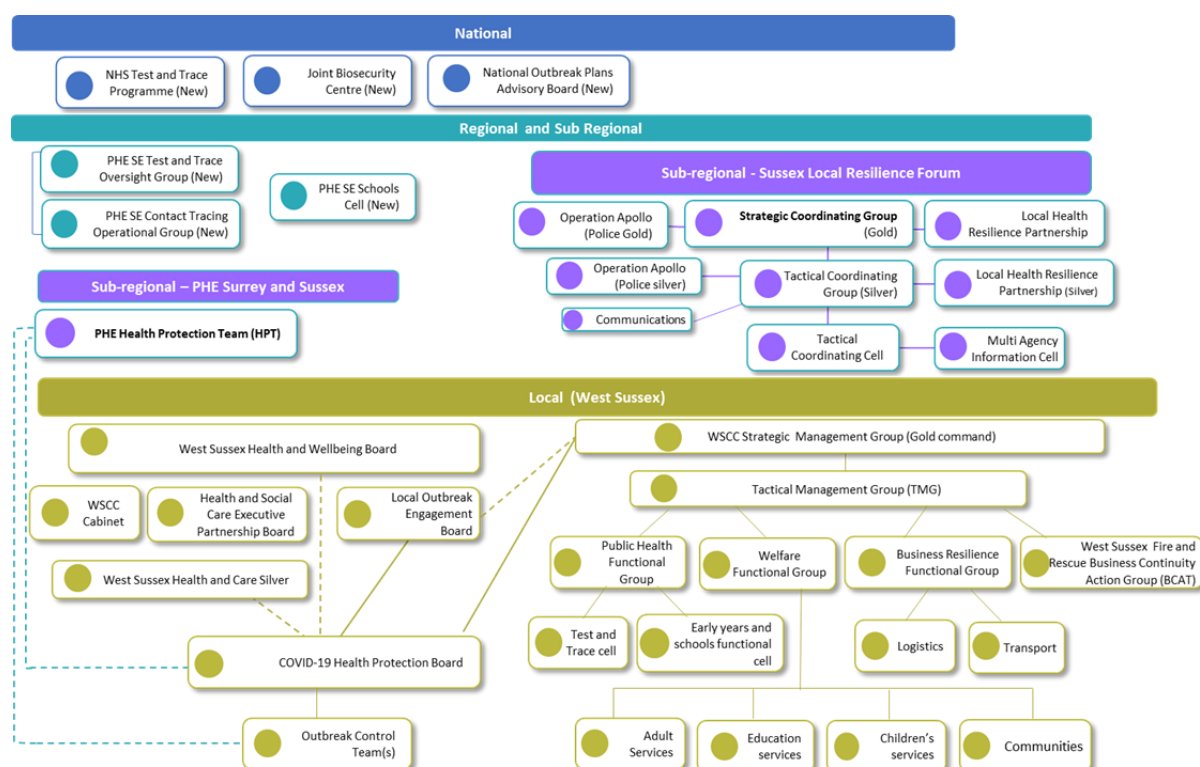 National
NHS Test and Trace
Programme (New)
Joint Biosecurity
Centre (New)
National Outbreak Plans
Advisory Board (New)
Regional and Sub Regional
PHE SE Test and Trace
Oversight Group (New)
PHE SE Contact Tracing
Operational Group (New)
PHE SE Schools
Cell (New)
Sub-regional - Sussex Local Resilience Forum
Operation Apollo
(Police Gold)
Strategic Coordinating Group
(Gold)
Local Health
Resilience Partnership
Operation Apollo
(Police silver)
Tactical Coordinating
Group (Silver)
Local Health Resilience
Partnership (Silver)
Communications
Tactical
Coordinating Cell
Multi Agency
Information Cell
Sub-regional – PHE Surrey and Sussex
PHE Health Protection Team (HPT)
Local (West Sussex)
West Sussex Health and Wellbeing Board
WSCC
Cabinet
Health and Social
Care Executive
Partnership Board
Local Outbreak
Engagement
Board
West Sussex Health and Care Silver
COVID-19 Health Protection Board
Outbreak Control
Team(s)
WSCC Strategic Management Group (Gold command)
Tactical Management Group (TMG)
Public Health
Functional
Group
Welfare
Functional Group
Business Resilience
Functional Group
West Sussex Fire and
Rescue Business Continuity
Action Group (BCAT)
Test and
Trace cell
Early years and
schools functional
cell
Logistics
Transport
Adult
Services
Education
services
Children's
services
Communities